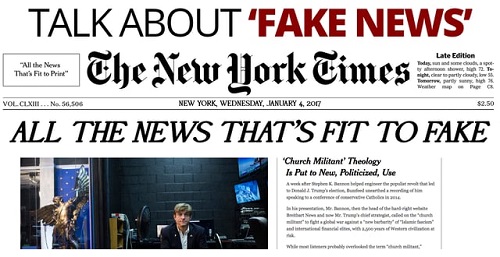 TALK ABOUT 'FAKE NEWS'
"All the News
That's Fit to Print"
The New York Times
Late Edition
Today, sun and some clouds, a spot-
ty afternoon shower, high 72. To-
night, clear to partly cloudy, low 55.
Tomorrow, partly sunny, high 76.
Weather map on Page C8.
VOL. CLXIII . . . No. 56,506
NEW YORK, WEDNESDAY, JANUARY 4, 2017
$2.50
ALL THE NEWS THAT'S FIT TO FAKE
'Church Militant' Theology
Is Put to New, Politicized, Use
A week after Stephen K. Bannon helped engineer the populist revolt that led
to Donald J. Trump's election, Buzzfeed unearthed a recording of him
speaking to a conference of conservative Catholics in 2014.
In his presentation, Mr. Bannon, then the head of the hard-right website
Breitbart News and now Mr. Trump's chief strategist, called on the "church
militant" to fight a global war against a "new barbarity" of "Islamic fascism"
and international financial elites, with 2,500 years of Western civilization at
risk.
While most listeners probably overlooked the term "church militant,"